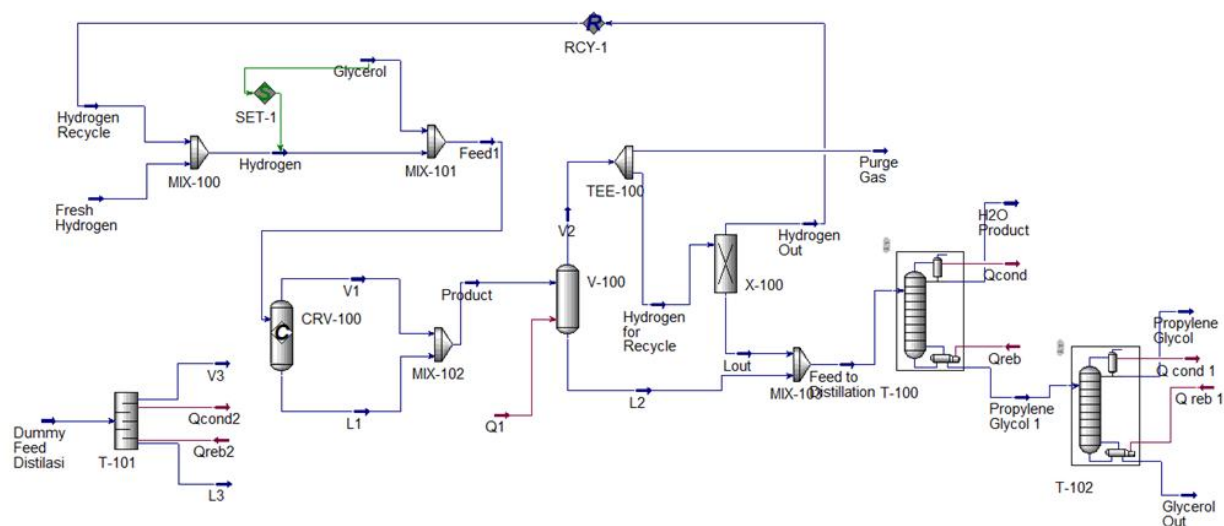 R
RCY-1
Glycerol
S
SET-1
Hydrogen
Recycle
MIX-100
Hydrogen
MIX-101
Feed1
Fresh
Hydrogen
TEE-100
Purge
Gas
V2
Hydrogen
Out
H2O
Product
Qcond
V1
Product
V-100
X-100
C
CRV-100
Hydrogen
for
Recycle
MIX-102
Lout
Feed to
Distillation
MIX-103
T-100
Qreb
Propylene
Glycol
Q cond 1
Propylene
Glycol 1
Q reb 1
V3
L1
L2
Q1
Dummy
Feed
Distilasi
Qcond2
Qreb2
T-101
L3
T-102
Glycerol
Out